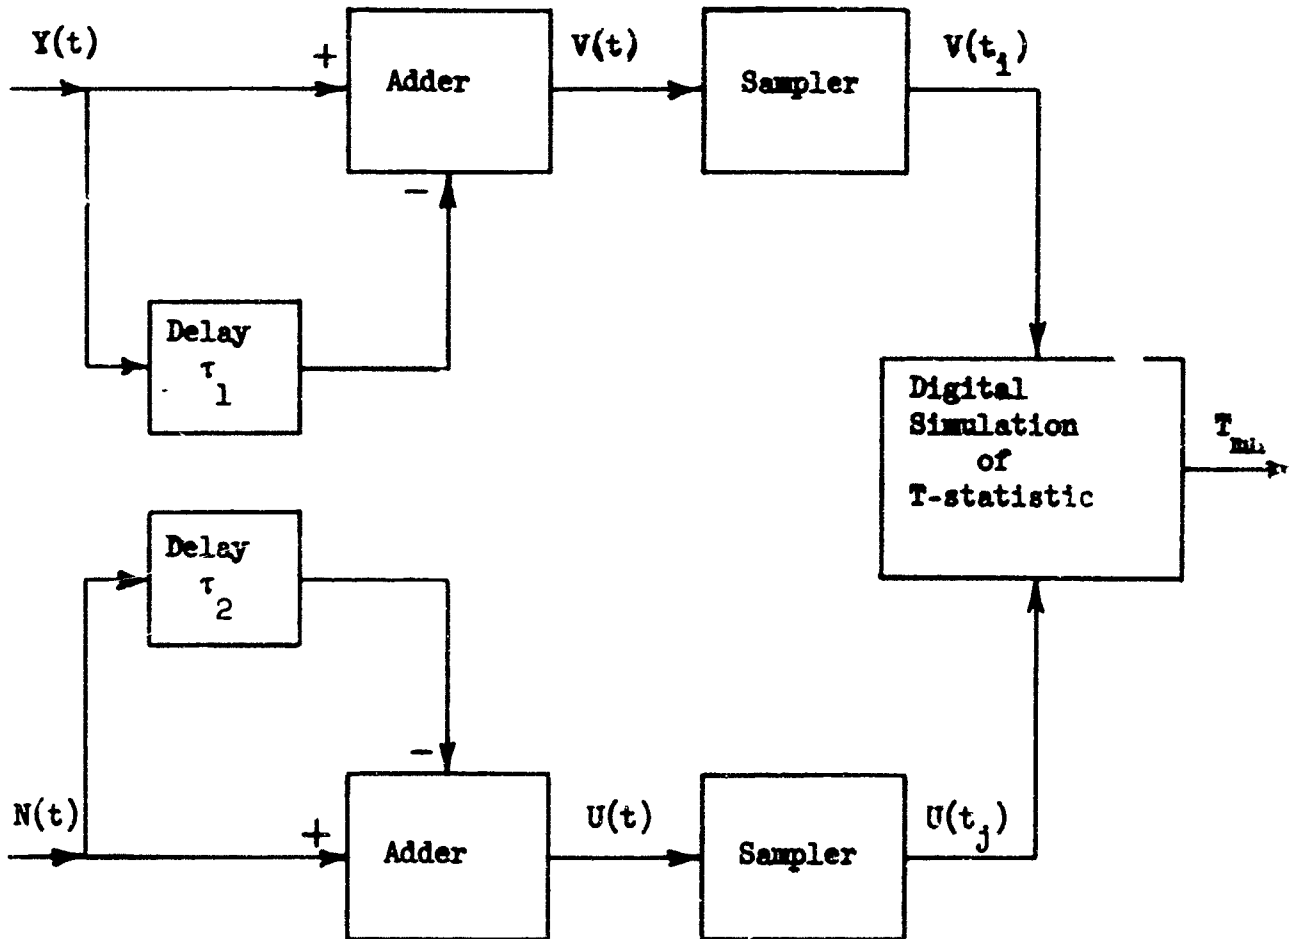 Y(t)
+
Adder
V(t)
Sampler
V(t_i)
-
Delay
τ_1
Digital
Simulation
of
T-statistic
Delay
τ_2
-
N(t)
+
Adder
U(t)
Sampler
U(t_j)